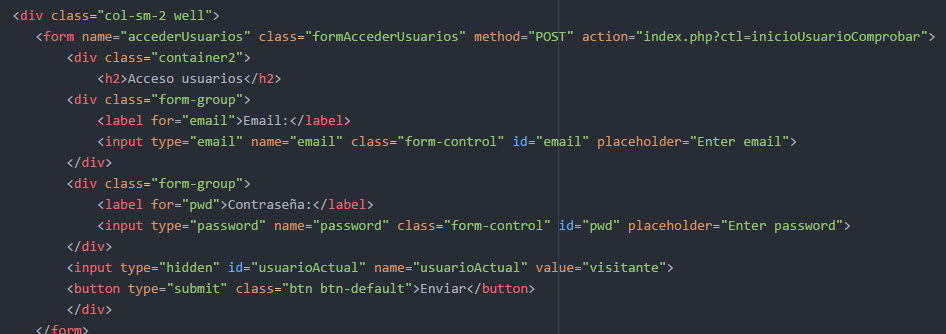 <div class="col-sm-2 well">
<form name="accederUsuarios" class="formAccederUsuarios" method="POST" action="index.php?ctl=inicioUsuarioComprobar">
<div class="container2">
<h2>Acceso usuarios</h2>
<div class="form-group">
<label for="email">Email:</label>
<input type="email" name="email" class="form-control" id="email" placeholder="Enter email">
</div>
<div class="form-group">
<label for="pwd">Contraseña:</label>
<input type="password" name="password" class="form-control" id="pwd" placeholder="Enter password">
</div>
<input type="hidden" id="usuarioActual" name="usuarioActual" value="visitante">
<button type="submit" class="btn btn-default">Enviar</button>
</div>
</form>